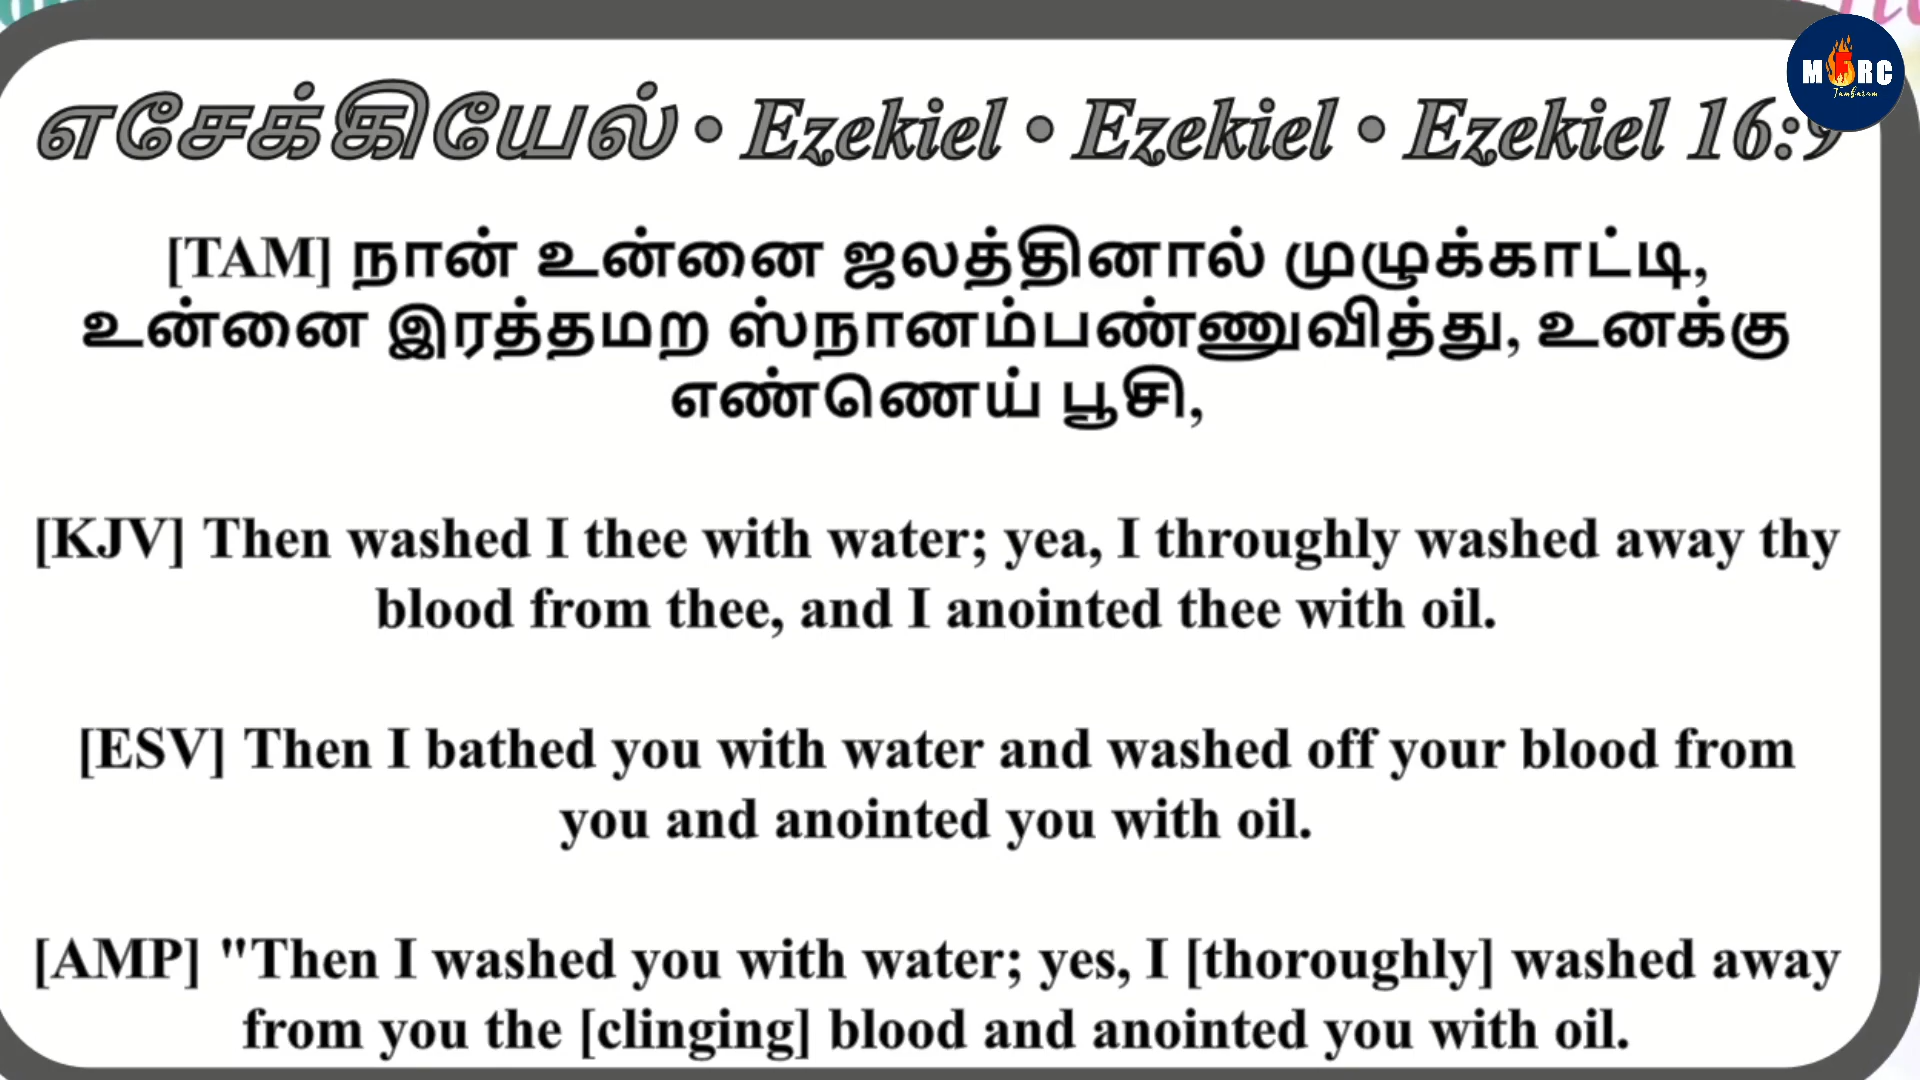 எசேக்கியேல் • Ezekiel • Ezekiel • Ezekiel 16:9
MFRC
Tambaram
[TAM] நான் உன்னை ஜலத்தினால் முழுக்காட்டி,
உன்னை இரத்தமற ஸ்நானம்பண்ணுவித்து, உனக்கு
எண்ணெய் பூசி,
[KJV] Then washed I thee with water; yea, I throughly washed away thy
blood from thee, and I anointed thee with oil.
[ESV] Then I bathed you with water and washed off your blood from
you and anointed you with oil.
[AMP] "Then I washed you with water; yes, I [thoroughly] washed away
from you the [clinging] blood and anointed you with oil.